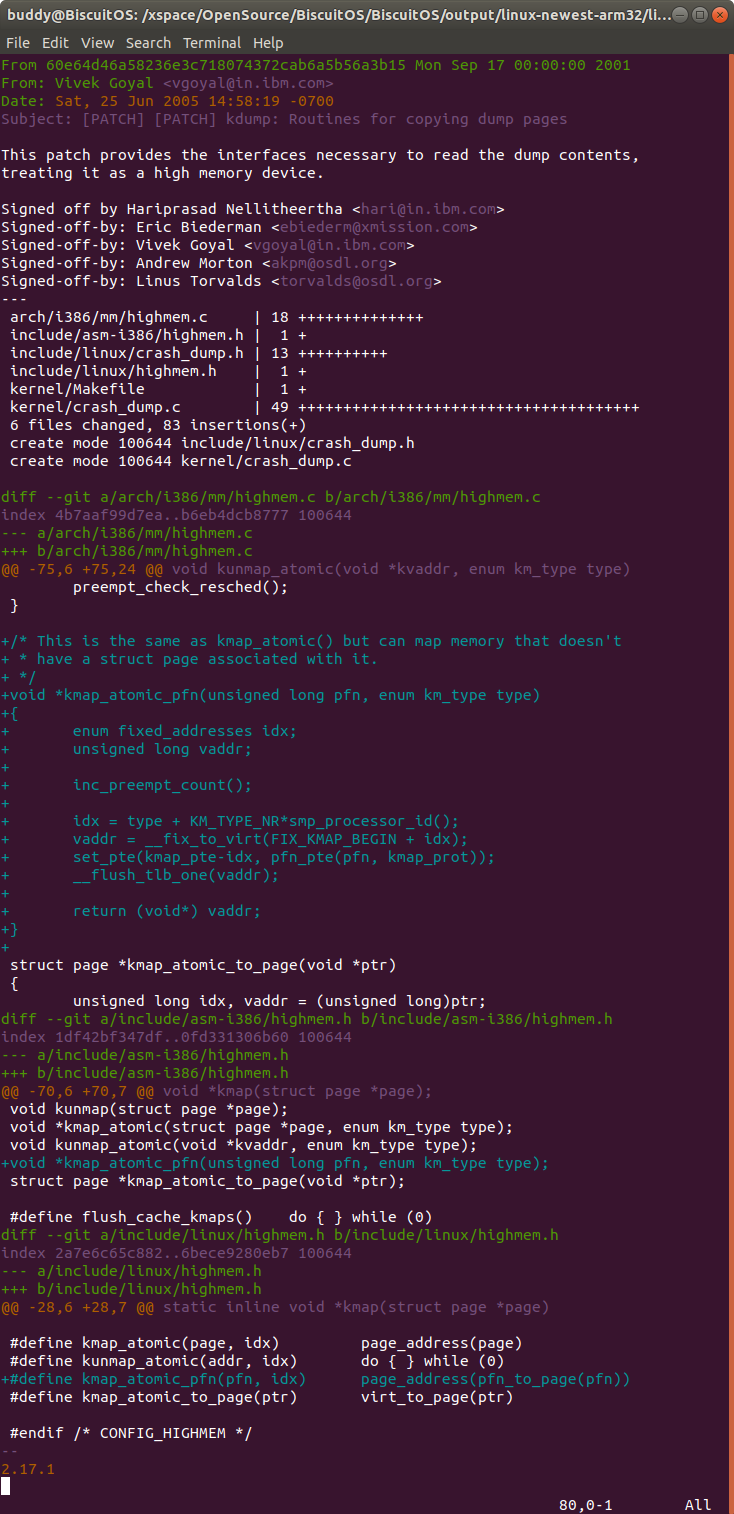 buddy@BiscuitOS: /xspace/OpenSource/BiscuitOS/BiscuitOS/output/linux-newest-arm32/li...
File Edit View Search Terminal Help
From 60e64d46a58236e3c718074372cab6a5b56a3b15 Mon Sep 17 00:00:00 2001
From: Vivek Goyal <vgoyal@in.ibm.com>
Date: Sat, 25 Jun 2005 14:58:19 -0700
Subject: [PATCH] [PATCH] kdump: Routines for copying dump pages

This patch provides the interfaces necessary to read the dump contents,
treating it as a high memory device.

Signed off by Hariprasad Nellitheertha <hari@in.ibm.com>
Signed-off-by: Eric Biederman <ebiederm@xmission.com>
Signed-off-by: Vivek Goyal <vgoyal@in.ibm.com>
Signed-off-by: Andrew Morton <akpm@osdl.org>
Signed-off-by: Linus Torvalds <torvalds@osdl.org>
---
 arch/i386/mm/highmem.c     | 18 ++++++++++++++
 include/asm-i386/highmem.h |  1 +
 include/linux/crash_dump.h | 13 ++++++++++
 include/linux/highmem.h    |  1 +
 kernel/Makefile            |  1 +
 kernel/crash_dump.c        | 49 ++++++++++++++++++++++++++++++++++++++
 6 files changed, 83 insertions(+)
 create mode 100644 include/linux/crash_dump.h
 create mode 100644 kernel/crash_dump.c

diff --git a/arch/i386/mm/highmem.c b/arch/i386/mm/highmem.c
index 4b7aaf99d7ea..b6eb4dcb8777 100644
--- a/arch/i386/mm/highmem.c
+++ b/arch/i386/mm/highmem.c
@@ -75,6 +75,24 @@ void kunmap_atomic(void *kvaddr, enum km_type type)
        preempt_check_resched();
 }

+/* This is the same as kmap_atomic() but can map memory that doesn't
+ * have a struct page associated with it.
+ */
+void *kmap_atomic_pfn(unsigned long pfn, enum km_type type)
+{
+       enum fixed_addresses idx;
+       unsigned long vaddr;
+
+       inc_preempt_count();
+
+       idx = type + KM_TYPE_NR*smp_processor_id();
+       vaddr = __fix_to_virt(FIX_KMAP_BEGIN + idx);
+       set_pte(kmap_pte-idx, pfn_pte(pfn, kmap_prot));
+       __flush_tlb_one(vaddr);
+
+       return (void*) vaddr;
+}
+
 struct page *kmap_atomic_to_page(void *ptr)
 {
        unsigned long idx, vaddr = (unsigned long)ptr;
diff --git a/include/asm-i386/highmem.h b/include/asm-i386/highmem.h
index 1df42bf347df..0fd331306b60 100644
--- a/include/asm-i386/highmem.h
+++ b/include/asm-i386/highmem.h
@@ -70,6 +70,7 @@ void *kmap(struct page *page);
 void kunmap(struct page *page);
 void *kmap_atomic(struct page *page, enum km_type type);
 void kunmap_atomic(void *kvaddr, enum km_type type);
+void *kmap_atomic_pfn(unsigned long pfn, enum km_type type);
 struct page *kmap_atomic_to_page(void *ptr);

 #define flush_cache_kmaps()    do { } while (0)
diff --git a/include/linux/highmem.h b/include/linux/highmem.h
index 2a7e6c65c882..6bece9280eb7 100644
--- a/include/linux/highmem.h
+++ b/include/linux/highmem.h
@@ -28,6 +28,7 @@ static inline void *kmap(struct page *page)

 #define kmap_atomic(page, idx)         page_address(page)
 #define kunmap_atomic(addr, idx)       do { } while (0)
+#define kmap_atomic_pfn(pfn, idx)      page_address(pfn_to_page(pfn))
 #define kmap_atomic_to_page(ptr)       virt_to_page(ptr)

 #endif /* CONFIG_HIGHMEM */
--
2.17.1
80,0-1 All